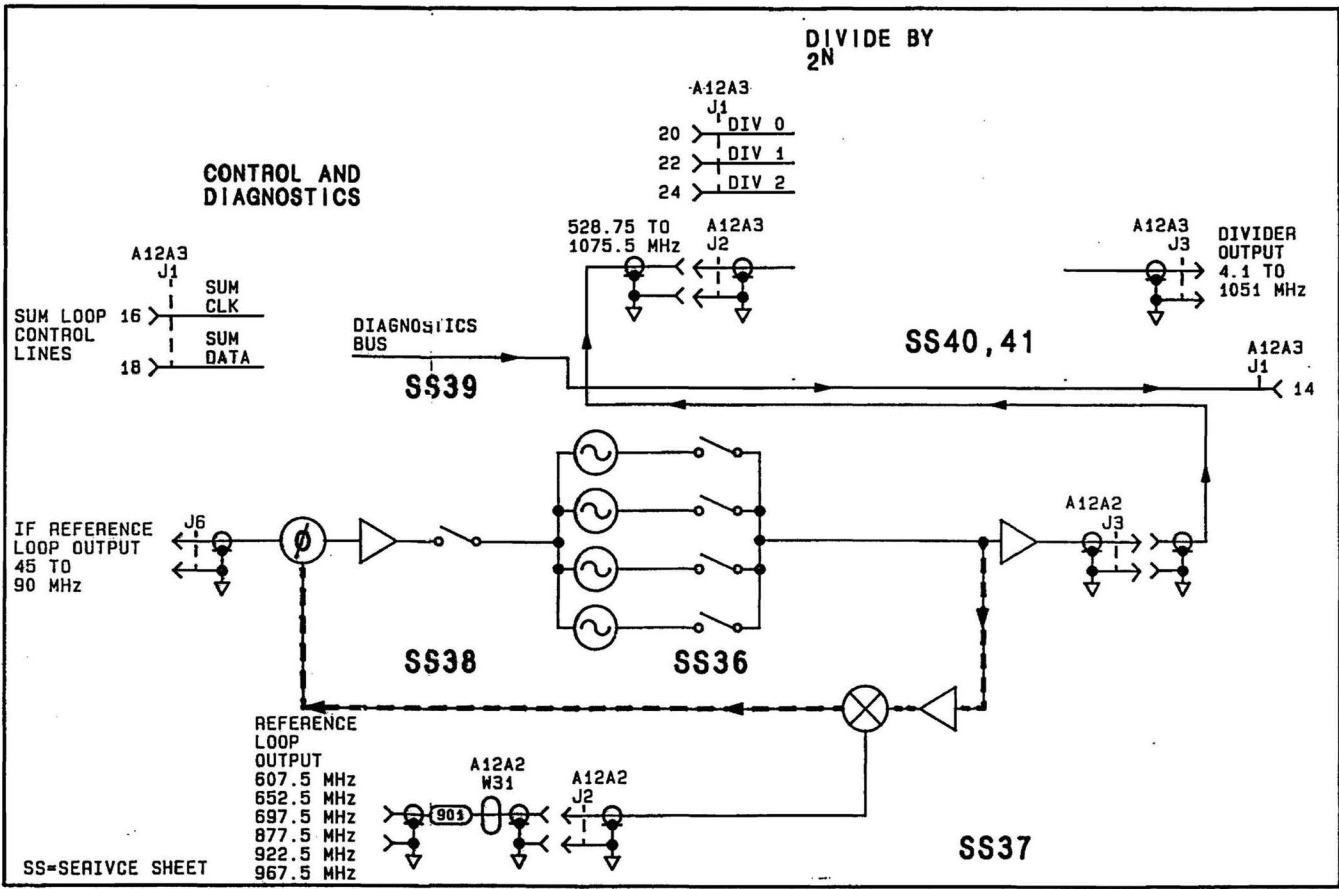 DIVIDE BY
2N
A12A3
J1
20 DIV 0
22 DIV 1
24 DIV 2
CONTROL AND
DIAGNOSTICS
528.75 TO
1075.5 MHz
A12A3
J2
A12A3
J3
DIVIDER
OUTPUT
4.1 TO
1051 MHz
A12A3
J1
SUM LOOP
CONTROL
LINES
16
SUM
CLK
18
SUM
DATA
DIAGNOSTICS
BUS
SS39
SS40,41
A12A3
J1
14
IF REFERENCE
LOOP OUTPUT
45 TO
90 MHz
J6
ø
A12A2
J3
SS38
SS36
REFERENCE
LOOP
OUTPUT
607.5 MHz
652.5 MHz
697.5 MHz
877.5 MHz
922.5 MHz
967.5 MHz
A12A2
W31
A12A2
J2
SS37
SS=SERIVCE SHEET